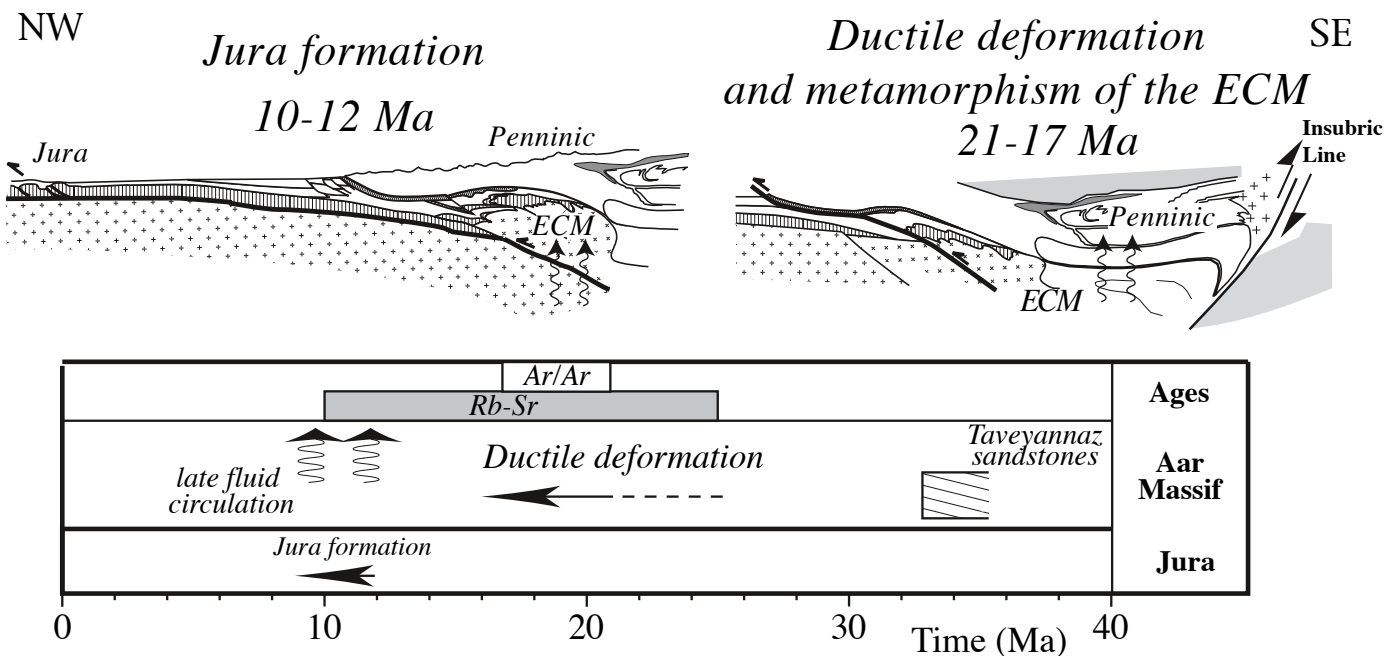 NW
Jura formation
10-12 Ma
Ductile deformation
and metamorphism of the ECM
21-17 Ma
SE
Jura
Penninic
ECM
Penninic
ECM
Insubric
Line
Ar/Ar
Rb-Sr
Ages
late fluid
circulation
Ductile deformation
Taveyannaz
sandstones
Aar
Massif
Jura formation
Jura
0
10
20
30
40
Time (Ma)